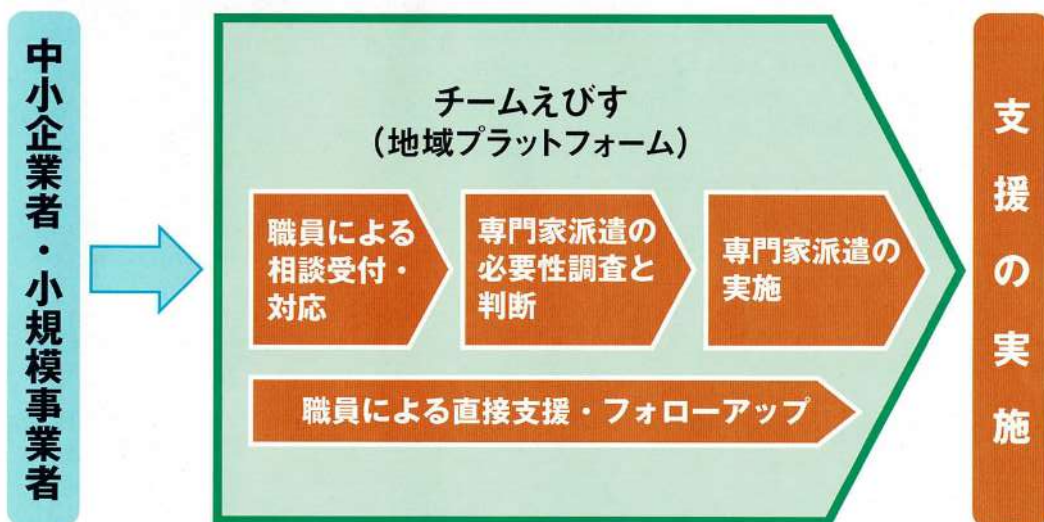 中小企業者・小規模事業者
チームえびす
(地域プラットフォーム)
職員による
相談受付・
対応
専門家派遣の
必要性調査と
判断
専門家派遣の
実施
職員による直接支援・フォローアップ
支援の実施